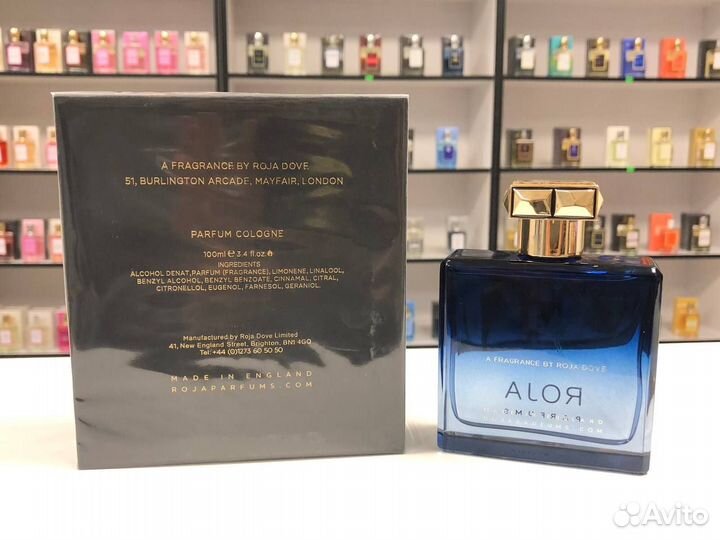 A FRAGRANCE BY ROJA DOVE
51, BURLINGTON ARCADE, MAYFAIR, LONDON
PARFUM COLOGNE
100ml ℮ 3.4 fl.oz.
INGREDIENTS
ALCOHOL DENAT,PARFUM (FRAGRANCE), LIMONENE, LINALOOL,
BENZYL ALCOHOL, BENZYL BENZOATE, CINNAMAL, CITRAL,
CITRONELLOL, EUGENOL, FARNESOL, GERANIOL.
Manufactured by Roja Dove Limited
41, New England Street, Brighton, BN1 4GQ
Tel:+44 (0)1273 60 50 50
MADE IN ENGLAND
ROJAPARFUMS.COM
A FRAGRANCE BY ROJA DOVE
ROJA
PARFUMS
Avito